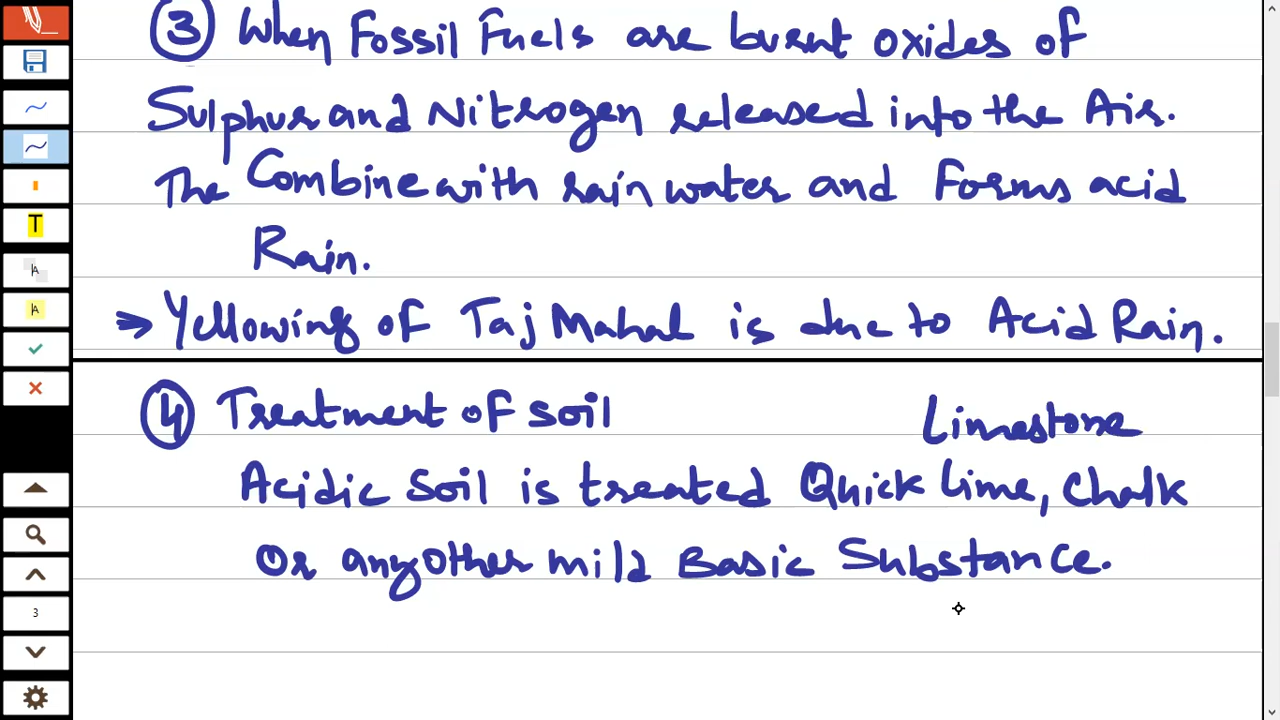 ③ When Fossil Fuels are burnt oxides of
Sulphur and Nitrogen released into the Air.
The Combine with rain water and Forms acid
Rain.
⇒ Yellowing of Taj Mahal is due to Acid Rain.
④ Treatment of Soil
Limestone
Acidic Soil is treated Quick Lime, Chalk
Or any other mild Basic Substance.
T
A
A
3